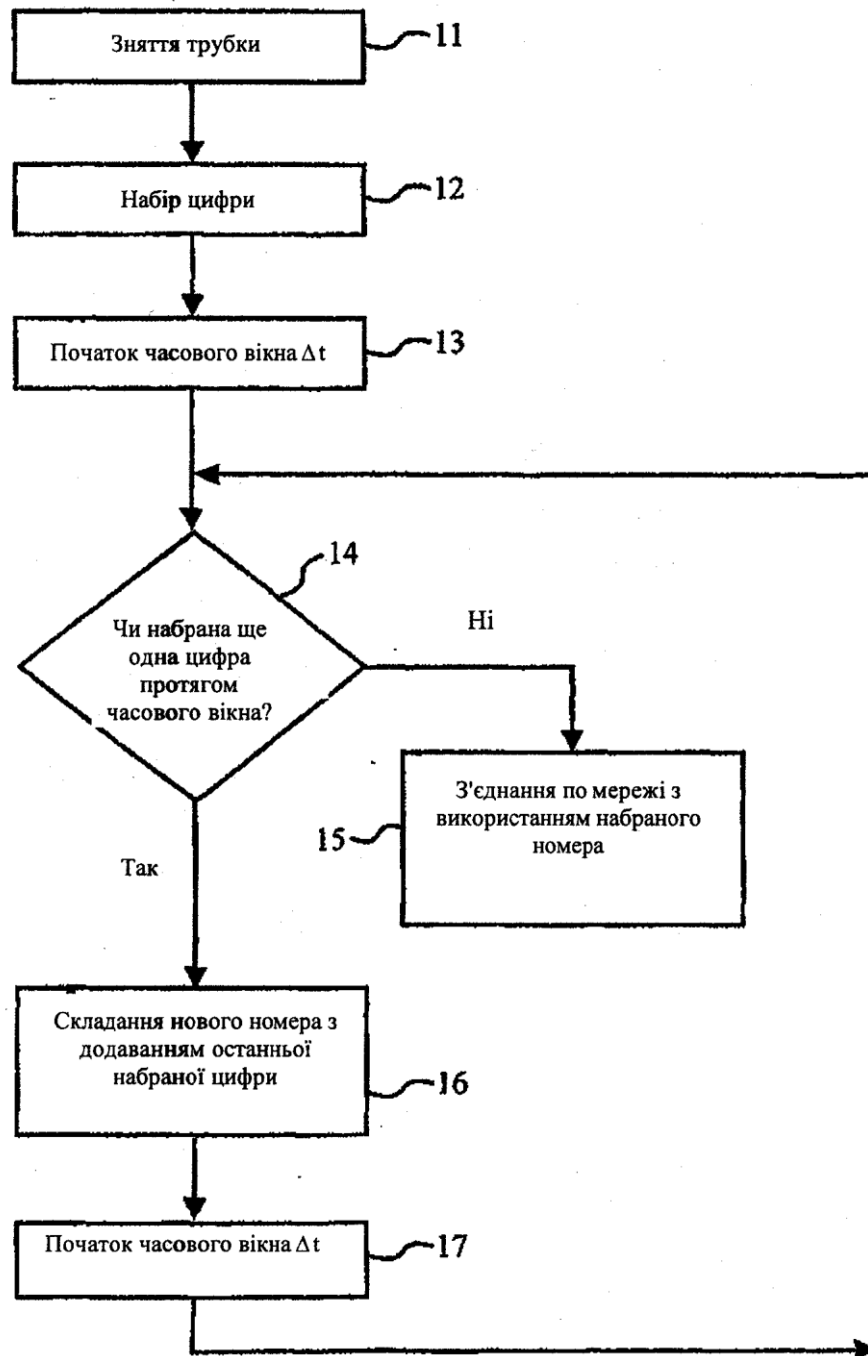 Зняття трубки
11
Набір цифри
12
Початок часового вікна Δt
13
14
Чи набрана ще
одна цифра
протягом
часового вікна?
Ні
З'єднання по мережі з
використанням набраного
номера
15
Так
Складання нового номера з
додаванням останньої
набраної цифри
16
Початок часового вікна Δt
17